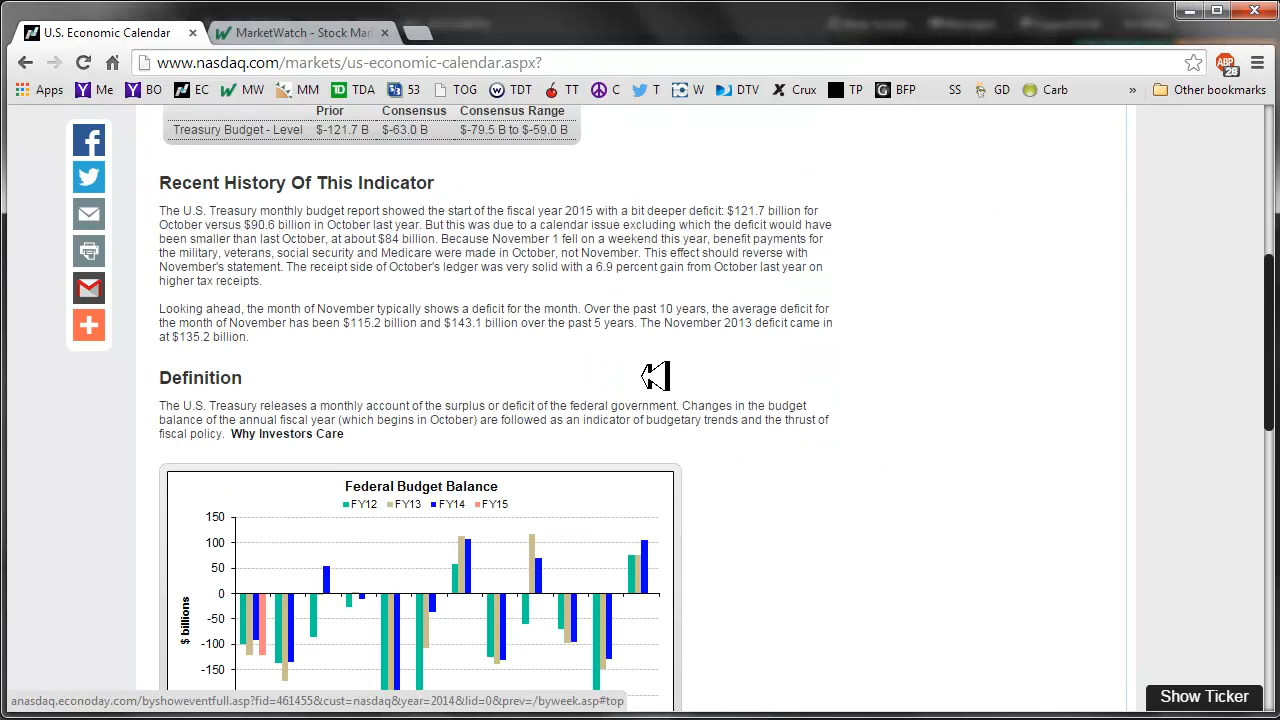 U.S. Economic Calendar
MarketWatch - Stock Mar
www.nasdaq.com/markets/us-economic-calendar.aspx?
ABP
28
Apps Me BO EC MW MM TDA 53 TOG TDT TT C T W DTV Crux TP BFP SS GD Carb » Other bookmarks
Prior Consensus Consensus Range
Treasury Budget - Level $-121.7 B $-63.0 B $-79.5 B to $-59.0 B
Recent History Of This Indicator
The U.S. Treasury monthly budget report showed the start of the fiscal year 2015 with a bit deeper deficit: $121.7 billion for
October versus $90.6 billion in October last year. But this was due to a calendar issue excluding which the deficit would have
been smaller than last October, at about $84 billion. Because November 1 fell on a weekend this year, benefit payments for
the military, veterans, social security and Medicare were made in October, not November. This effect should reverse with
November's statement. The receipt side of October's ledger was very solid with a 6.9 percent gain from October last year on
higher tax receipts.
Looking ahead, the month of November typically shows a deficit for the month. Over the past 10 years, the average deficit for
the month of November has been $115.2 billion and $143.1 billion over the past 5 years. The November 2013 deficit came in
at $135.2 billion.
Definition
The U.S. Treasury releases a monthly account of the surplus or deficit of the federal government. Changes in the budget
balance of the annual fiscal year (which begins in October) are followed as an indicator of budgetary trends and the thrust of
fiscal policy. Why Investors Care
Federal Budget Balance
FY12 FY13 FY14 FY15
150
100
50
0
-50
-100
-150
$ billions
anasdaq.econoday.com/byshoweventfull.asp?fid=461455&cust=nasdaq&year=2014&lid=0&prev=/byweek.asp#top
Show Ticker